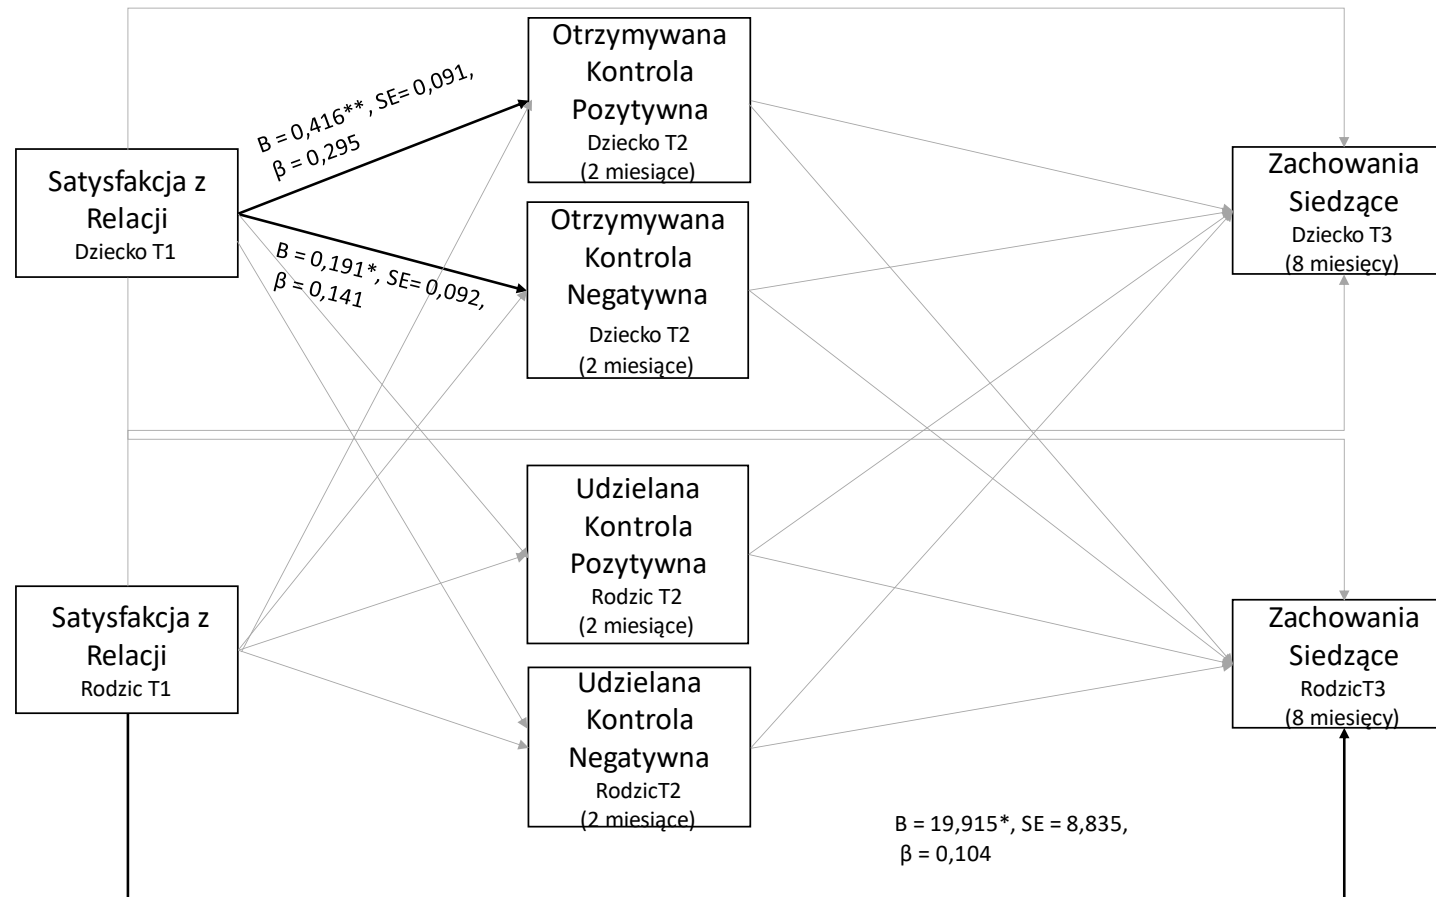 Satysfakcja z
Relacji
Dziecko T1
B = 0,416**, SE= 0,091,
β = 0,295
B = 0,191*, SE= 0,092,
β = 0,141
Otrzymywana
Kontrola
Pozytywna
Dziecko T2
(2 miesiące)
Otrzymywana
Kontrola
Negatywna
Dziecko T2
(2 miesiące)
Zachowania
Siedzące
Dziecko T3
(8 miesięcy)
Satysfakcja z
Relacji
Rodzic T1
Udzielana
Kontrola
Pozytywna
Rodzic T2
(2 miesiące)
Udzielana
Kontrola
Negatywna
RodzicT2
(2 miesiące)
Zachowania
Siedzące
RodzicT3
(8 miesięcy)
B = 19,915*, SE = 8,835,
β = 0,104